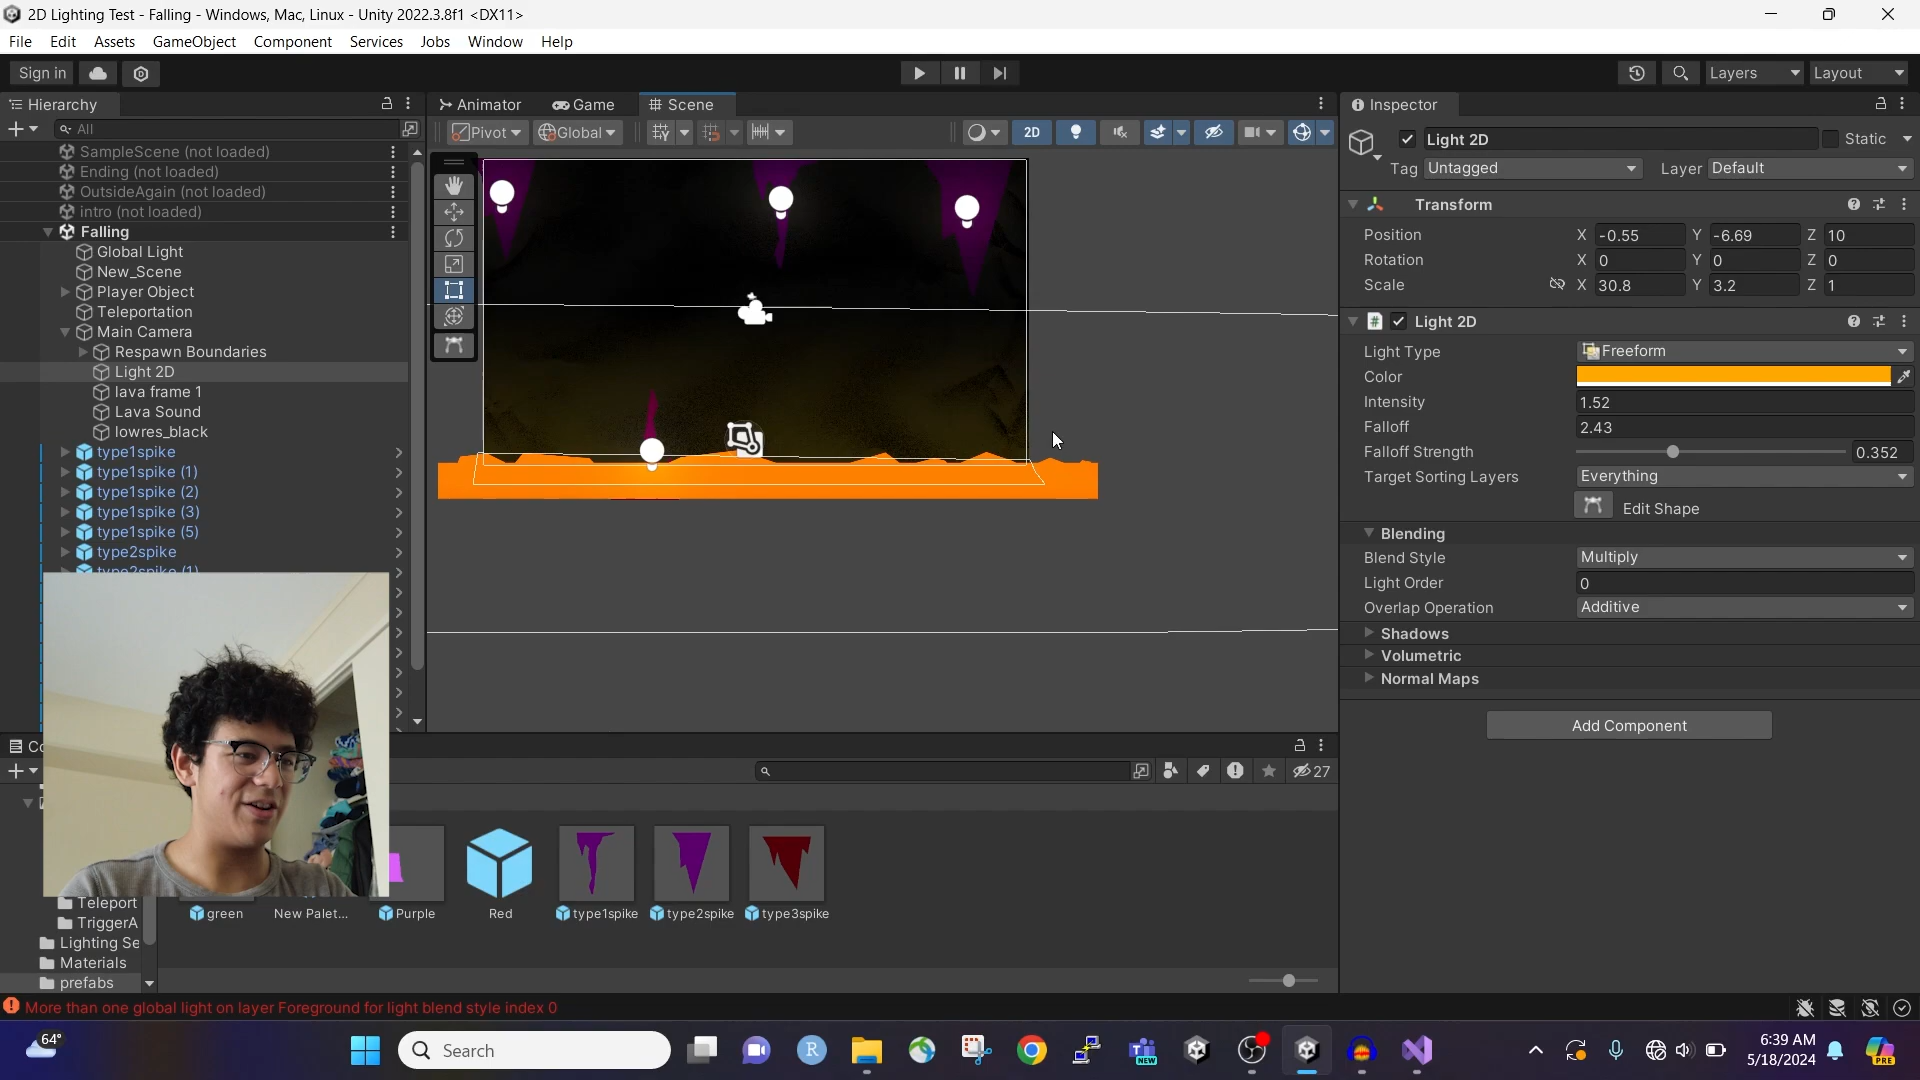 2D Lighting Test - Falling - Windows, Mac, Linux - Unity 2022.3.8f1 <DX11>
File Edit Assets GameObject Component Services Jobs Window Help
Sign in
Layers
Layout
Hierarchy
All
SampleScene (not loaded)
Ending (not loaded)
OutsideAgain (not loaded)
intro (not loaded)
Falling
Global Light
New_Scene
Player Object
Teleportation
Main Camera
Respawn Boundaries
Light 2D
lava frame 1
Lava Sound
lowres_black
type1spike
type1spike (1)
type1spike (2)
type1spike (3)
type1spike (5)
type2spike
type2spike (1)
Animator Game Scene
Pivot Global 2D
Inspector
Light 2D Static
Tag Untagged Layer Default
Transform
Position X -0.55 Y -6.69 Z 10
Rotation X 0 Y 0 Z 0
Scale X 30.8 Y 3.2 Z 1
Light 2D
Light Type Freeform
Color
Intensity 1.52
Falloff 2.43
Falloff Strength 0.352
Target Sorting Layers Everything
Edit Shape
Blending
Blend Style Multiply
Light Order 0
Overlap Operation Additive
Shadows
Volumetric
Normal Maps
Add Component
27
Teleport
TriggerA
Lighting Se
Materials
prefabs
green
New Palet...
Purple
Red
type1spike
type2spike
type3spike
More than one global light on layer Foreground for light blend style index 0
64°
Search
R
NEW
6:39 AM
5/18/2024
PRE